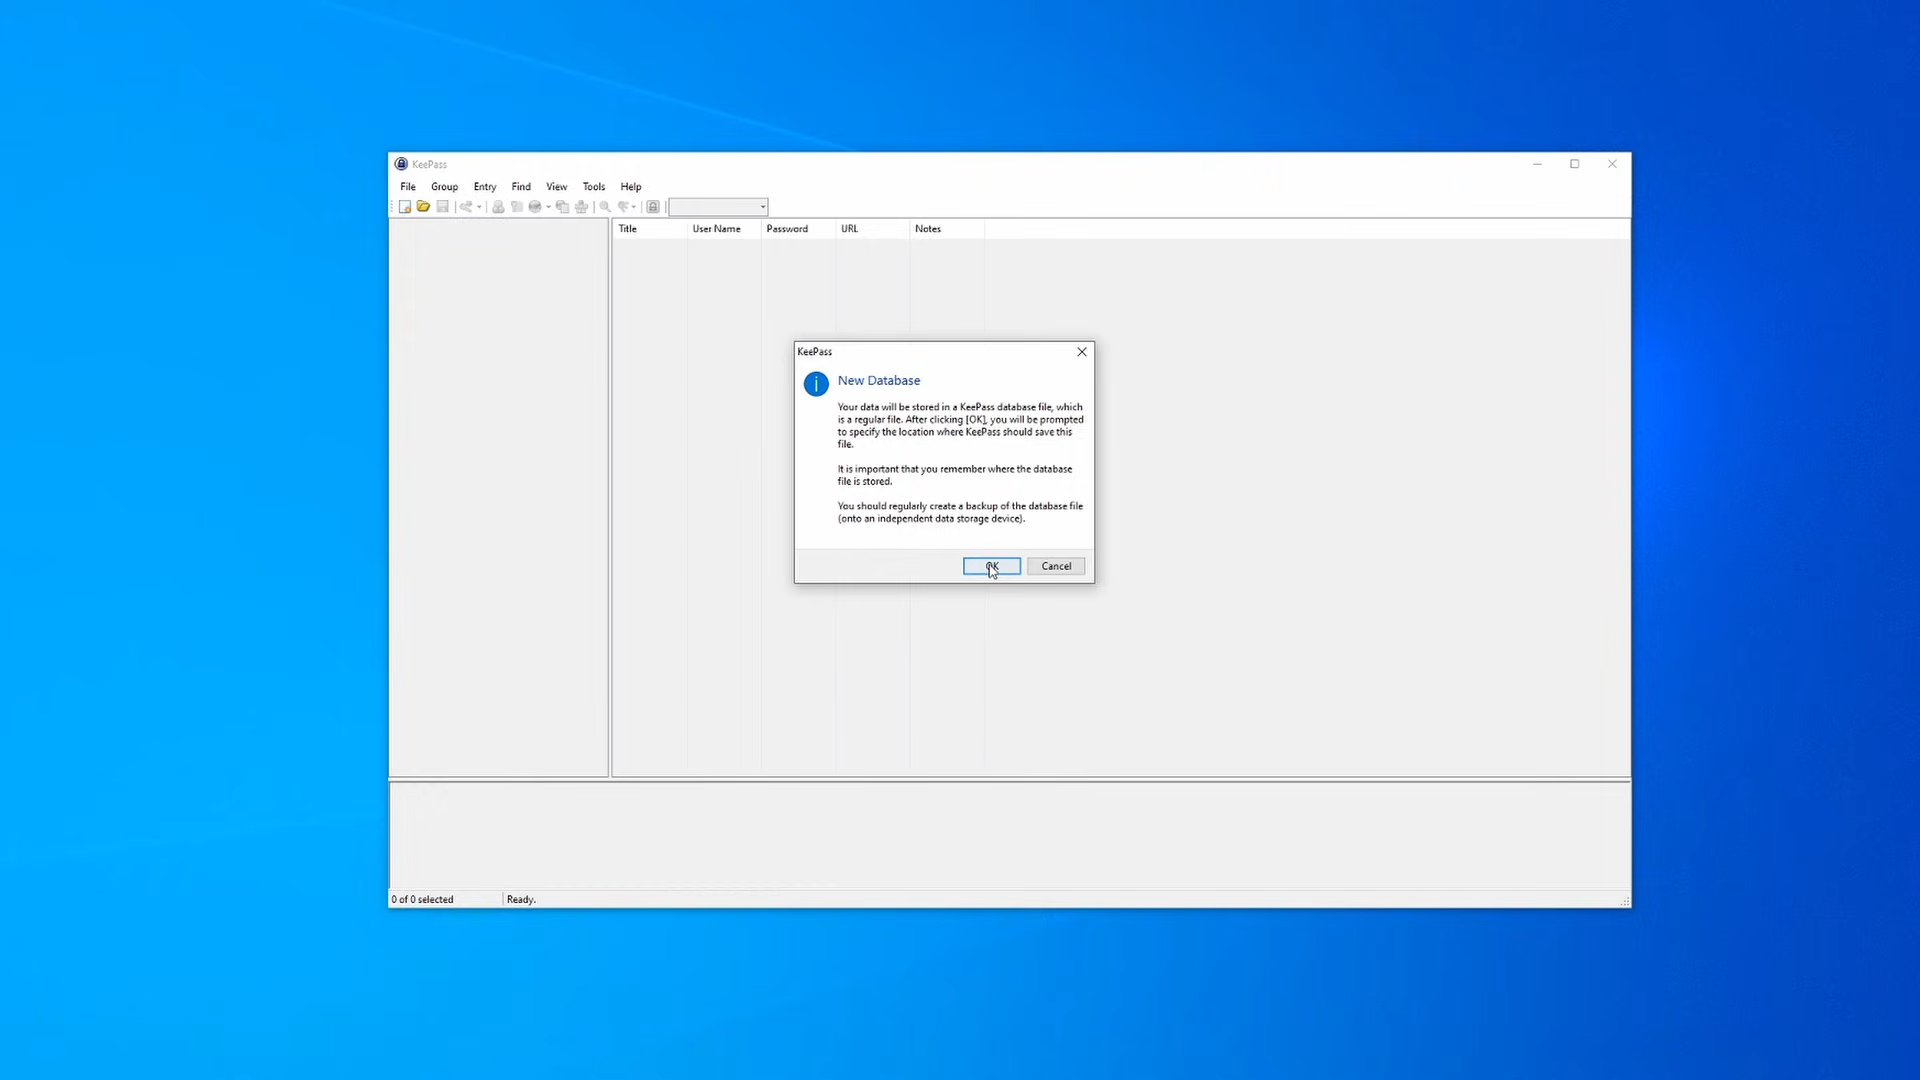 KeePass
File Group Entry Find View Tools Help
Title User Name Password URL Notes
KeePass
New Database
Your data will be stored in a KeePass database file, which
is a regular file. After clicking [OK], you will be prompted
to specify the location where KeePass should save this
file.
It is important that you remember where the database
file is stored.
You should regularly create a backup of the database file
(onto an independent data storage device).
OK Cancel
0 of 0 selected Ready.